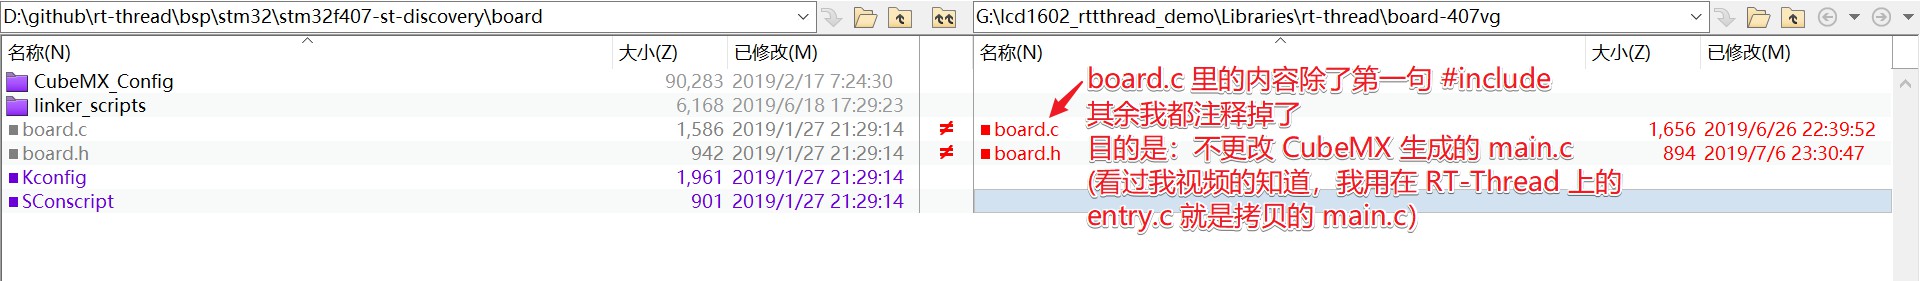 D:\github\rt-thread\bsp\stm32\stm32f407-st-discovery\board
G:\lcd1602_rttthread_demo\Libraries\rt-thread\board-407vg
名称(N) 大小(Z) 已修改(M)
名称(N) 大小(Z) 已修改(M)
CubeMX_Config 90,283 2019/2/17 7:24:30
linker_scripts 6,168 2019/6/18 17:29:23
board.c 1,586 2019/1/27 21:29:14 ≠ board.c 1,656 2019/6/26 22:39:52
board.h 942 2019/1/27 21:29:14 ≠ board.h 894 2019/7/6 23:30:47
Kconfig 1,961 2019/1/27 21:29:14
SConscript 901 2019/1/27 21:29:14
board.c 里的内容除了第一句 #include
其余我都注释掉了
目的是：不更改 CubeMX 生成的 main.c
(看过我视频的知道，我用在 RT-Thread 上的
entry.c 就是拷贝的 main.c)